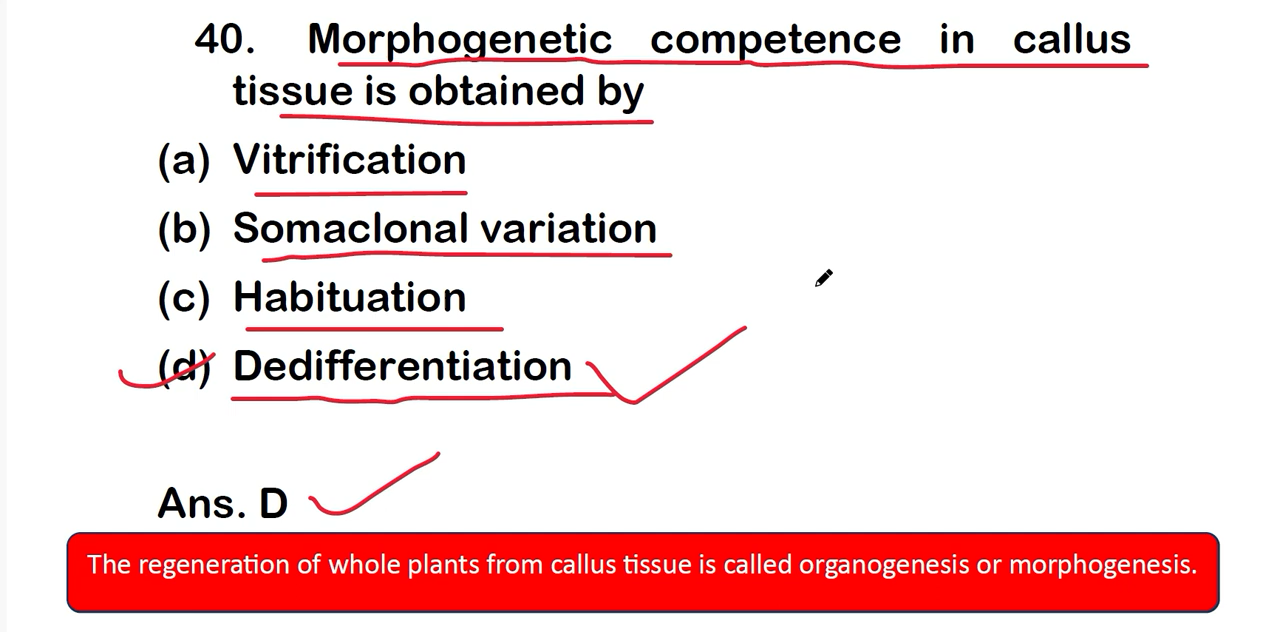 40. Morphogenetic competence in callus
tissue is obtained by
(a) Vitrification
(b) Somaclonal variation
(c) Habituation
(d) Dedifferentiation
Ans. D
The regeneration of whole plants from callus tissue is called organogenesis or morphogenesis.